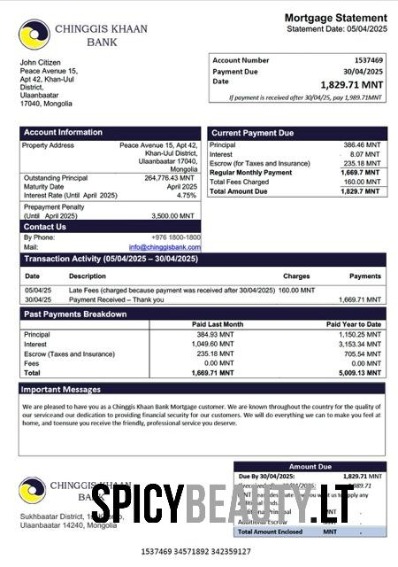 CHINGGIS KHAAN
BANK
Mortgage Statement
Statement Date: 05/04/2025
John Citizen
Peace Avenue 15,
Apt 42, Khan-Uul
District,
Ulaanbaatar
17040, Mongolia
Account Number 1537469
Payment Due 30/04/2025
Date
1,829.71 MNT
If payment is received after 30/04/25, pay 1,989.71MNT
Account Information
Property Address Peace Avenue 15, Apt 42,
Khan-Uul District,
Ulaanbaatar 17040,
Mongolia
Outstanding Principal 264,776.43 MNT
Maturity Date April 2025
Interest Rate (Until April 2025) 4.75%
Prepayment Penalty
(Until April 2025) 3,500.00 MNT
Contact Us
By Phone: +976 1800-1800
Mail: info@chinggisbank.com
Current Payment Due
Principal 386.46 MNT
Interest 8.07 MNT
Escrow (for Taxes and Insurance) 235.18 MNT
Regular Monthly Payment 1,669.7 MNT
Total Fees Charged 160.00 MNT
Total Amount Due 1,829.7 MNT
Transaction Activity (05/04/2025 – 30/04/2025)
Date Description Charges Payments
05/04/25 Late Fees (charged because payment was received after 30/04/2025) 160.00 MNT
30/04/25 Payment Received – Thank you 1,669.71 MNT
Past Payments Breakdown
Paid Last Month Paid Year to Date
Principal 384.93 MNT 1,150.25 MNT
Interest 1,049.60 MNT 3,153.34 MNT
Escrow (Taxes and Insurance) 235.18 MNT 705.54 MNT
Fees 0.00 MNT 0.00 MNT
Total 1,669.71 MNT 5,009.13 MNT
Important Messages
We are pleased to have you as a Chinggis Khaan Bank Mortgage customer. We are known throughout the country for the quality of
our serviceand our dedication to providing financial security for our customers. We will do everything we can to make you feel at
home, and toensure you receive the friendly, professional service you deserve.
CHINGGIS KHAAN
BANK
Sukhbaatar District,
Ulaanbaatar 14240, Mongolia
Amount Due
Due By 30/04/2025: 1,829.71 MNT
SPICYBEAUTY.LT
Additional Escrow MNT .
Total Amount Enclosed MNT .
1537469 34571892 342359127